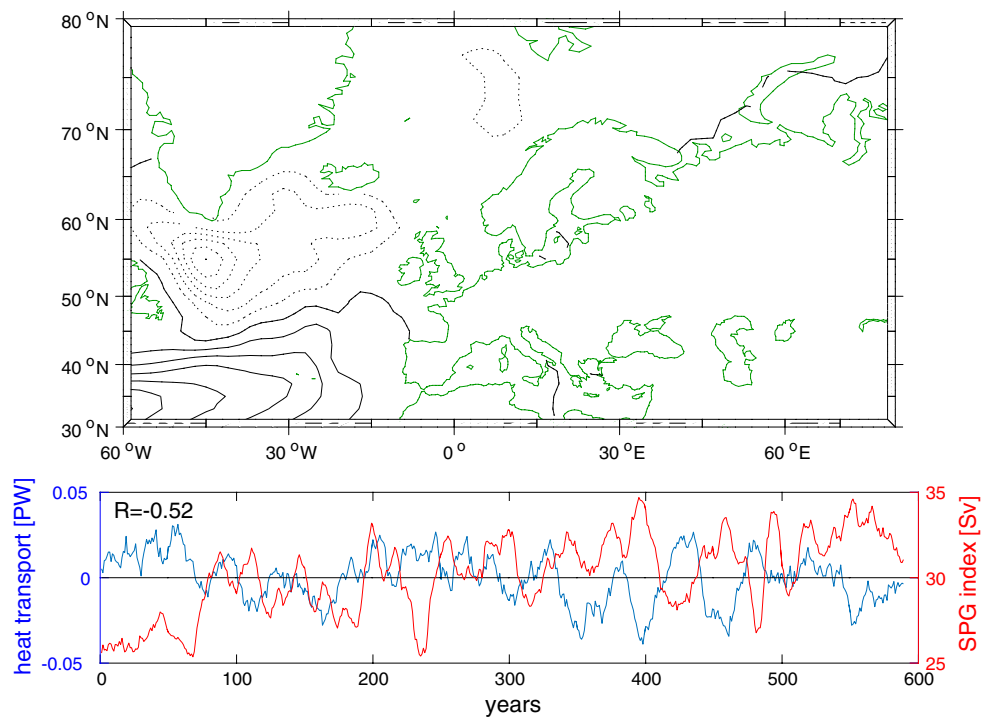 80 °N
70 °N
60 °N
50 °N
40 °N
30 °N
60 °W
30 °W
0 °
30 °E
60 °E
R=-0.52
0.05
0
-0.05
heat transport [PW]
35
30
25
SPG index [Sv]
0
100
200
300
400
500
600
years